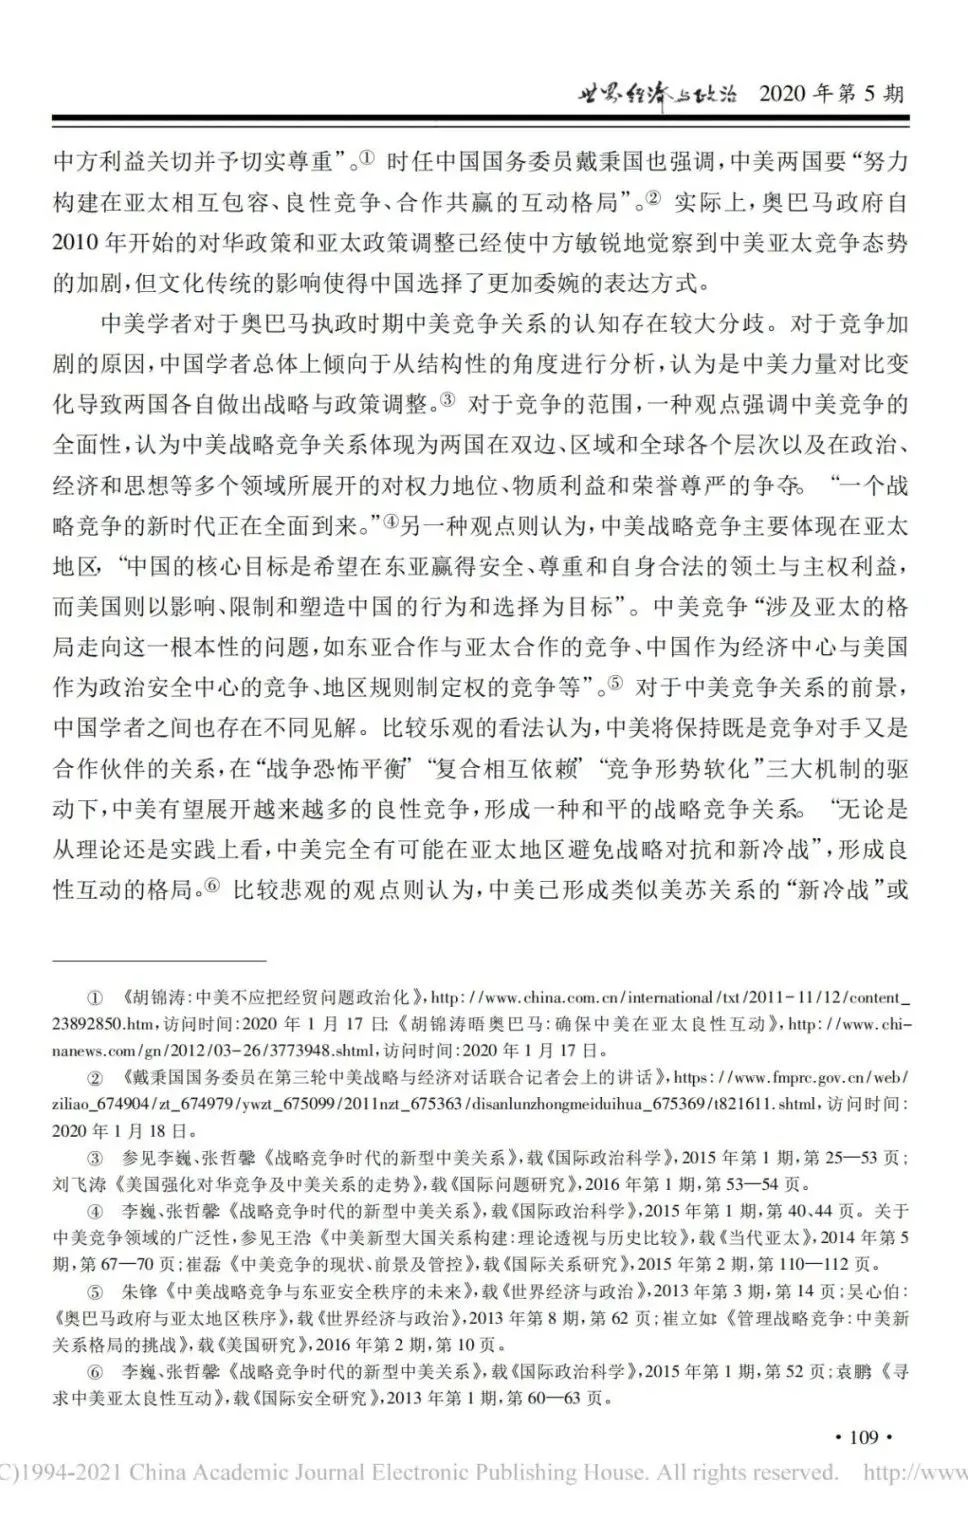 世界经济与政治 2020 年第 5 期
中方利益关切并予切实尊重”。① 时任中国国务委员戴秉国也强调,中美两国要“努力
构建在亚太相互包容、良性竞争、合作共赢的互动格局”。② 实际上,奥巴马政府自
2010 年开始的对华政策和亚太政策调整已经使中方敏锐地觉察到中美亚太竞争态势
的加剧,但文化传统的影响使得中国选择了更加委婉的表达方式。
中美学者对于奥巴马执政时期中美竞争关系的认知存在较大分歧。对于竞争加
剧的原因,中国学者总体上倾向于从结构性的角度进行分析,认为是中美力量对比变
化导致两国各自做出战略与政策调整。③ 对于竞争的范围,一种观点强调中美竞争的
全面性,认为中美战略竞争关系体现为两国在双边、区域和全球各个层次以及在政治、
经济和思想等多个领域所展开的对权力地位、物质利益和荣誉尊严的争夺。“一个战
略竞争的新时代正在全面到来。”④另一种观点则认为,中美战略竞争主要体现在亚太
地区,“中国的核心目标是希望在东亚赢得安全、尊重和自身合法的领土与主权利益,
而美国则以影响、限制和塑造中国的行为和选择为目标”。中美竞争“涉及亚太的格
局走向这一根本性的问题,如东亚合作与亚太合作的竞争、中国作为经济中心与美国
作为政治安全中心的竞争、地区规则制定权的竞争等”。⑤ 对于中美竞争关系的前景,
中国学者之间也存在不同见解。比较乐观的看法认为,中美将保持既是竞争对手又是
合作伙伴的关系,在“战争恐怖平衡”“复合相互依赖”“竞争形势软化”三大机制的驱
动下,中美有望展开越来越多的良性竞争,形成一种和平的战略竞争关系。“无论是
从理论还是实践上看,中美完全有可能在亚太地区避免战略对抗和新冷战”,形成良
性互动的格局。⑥ 比较悲观的观点则认为,中美已形成类似美苏关系的“新冷战”或
① 《胡锦涛:中美不应把经贸问题政治化》,http://www.china.com.cn/international/txt/2011-11/12/content_
23892850.htm,访问时间:2020 年 1 月 17 日;《胡锦涛晤奥巴马:确保中美在亚太良性互动》,http://www.chi-
nanews.com/gn/2012/03-26/3773948.shtml,访问时间:2020 年 1 月 17 日。
② 《戴秉国国务委员在第三轮中美战略与经济对话联合记者会上的讲话》,https://www.fmprc.gov.cn/web/
ziliao_674904/zt_674979/ywzt_675099/2011nzt_675363/disanlunzhongmeiduihua_675369/t821611.shtml,访问时间:
2020 年 1 月 18 日。
③ 参见李巍、张哲馨:《战略竞争时代的新型中美关系》,载《国际政治科学》,2015 年第 1 期,第 25—53 页;
刘飞涛:《美国强化对华竞争及中美关系的走势》,载《国际问题研究》,2016 年第 1 期,第 53—54 页。
④ 李巍、张哲馨:《战略竞争时代的新型中美关系》,载《国际政治科学》,2015 年第 1 期,第 40、44 页。关于
中美竞争领域的广泛性,参见王浩:《中美新型大国关系构建:理论透视与历史比较》,载《当代亚太》,2014 年第 5
期,第 67—70 页;崔磊:《中美竞争的现状、前景及管控》,载《国际关系研究》,2015 年第 2 期,第 110—112 页。
⑤ 朱锋:《中美战略竞争与东亚安全秩序的未来》,载《世界经济与政治》,2013 年第 3 期,第 14 页;吴心伯:
《奥巴马政府与亚太地区秩序》,载《世界经济与政治》,2013 年第 8 期,第 62 页;崔立如:《管理战略竞争:中美新
关系格局的挑战》,载《美国研究》,2016 年第 2 期,第 10 页。
⑥ 李巍、张哲馨:《战略竞争时代的新型中美关系》,载《国际政治科学》,2015 年第 1 期,第 52 页;袁鹏:《寻
求中美亚太良性互动》,载《国际安全研究》,2013 年第 1 期,第 60—63 页。
· 109 ·
C)1994-2021 China Academic Journal Electronic Publishing House. All rights reserved. http://www